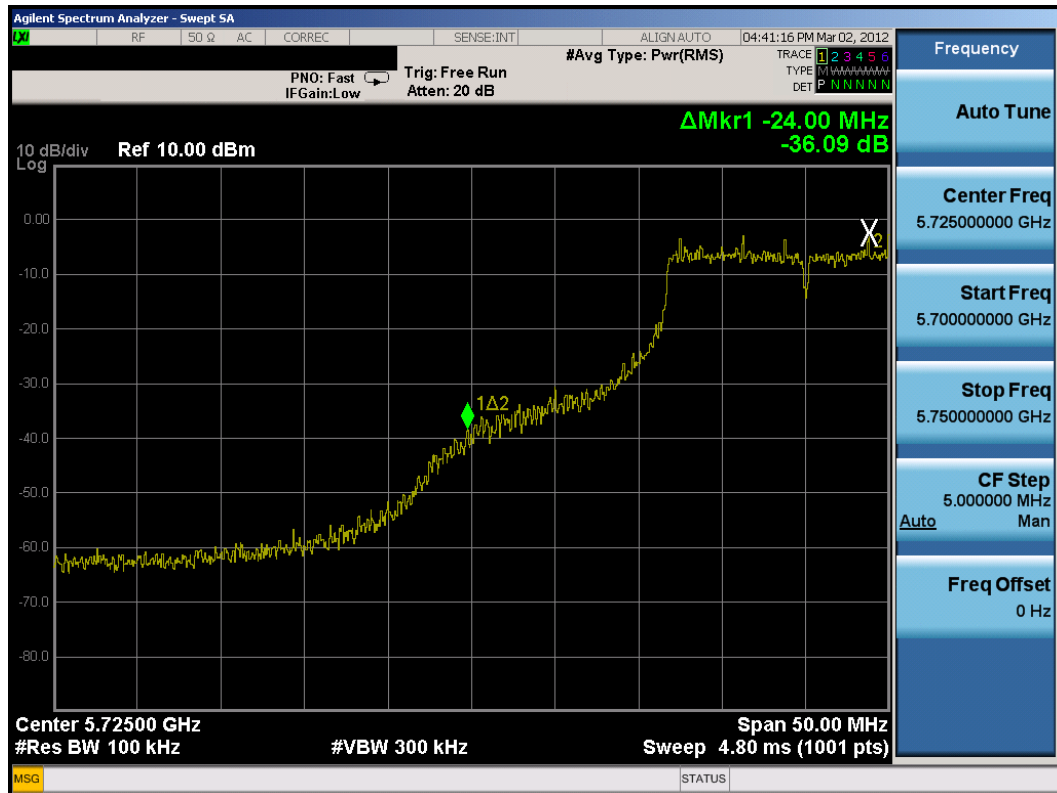 Agilent Spectrum Analyzer - Swept SA
LXI RF 50 Ω AC CORREC SENSE:INT ALIGN AUTO 04:41:16 PM Mar 02, 2012
#Avg Type: Pwr(RMS)
TRACE 1 2 3 4 5 6
PNO: Fast Trig: Free Run
TYPE M
IFGain:Low Atten: 20 dB
DET P N N N N N
ΔMkr1 -24.00 MHz
-36.09 dB
10 dB/div Ref 10.00 dBm
Log
0.00
-10.0
-20.0
-30.0
-40.0
-50.0
-60.0
-70.0
-80.0
1Δ2
X2
Center 5.72500 GHz Span 50.00 MHz
#Res BW 100 kHz #VBW 300 kHz Sweep 4.80 ms (1001 pts)
MSG STATUS
Frequency
Auto Tune
Center Freq
5.725000000 GHz
Start Freq
5.700000000 GHz
Stop Freq
5.750000000 GHz
CF Step
5.000000 MHz
Auto Man
Freq Offset
0 Hz